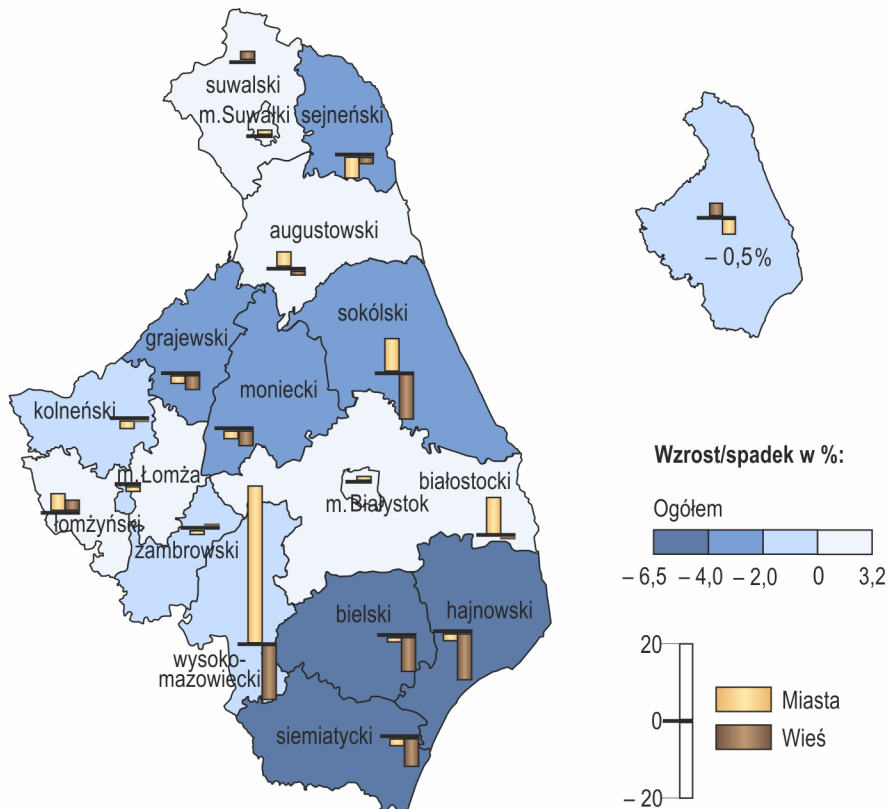 suwalski
m.Suwałki
sejneński
augustowski
– 0,5%
sokólski
grajewski
moniecki
kolneński
m.Łomża
białostocki
m.Białystok
łomżyński
zambrowski
Wzrost/spadek w %:
Ogółem
– 6,5 – 4,0 – 2,0 0 3,2
bielski
hajnowski
wysoko-
mazowiecki
siemiatycki
20
0
– 20
Miasta
Wieś